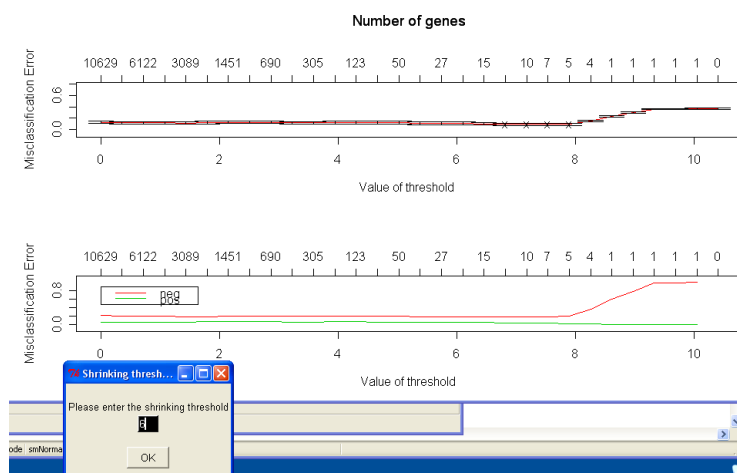 Number of genes
10629 6122 3089 1451 690 305 123 50 27 15 10 7 5 4 1 1 1 1 0
Misclassification Error
0.0 0.6
0 2 4 6 8 10
Value of threshold
10629 6122 3089 1451 690 305 123 50 27 15 10 7 5 4 1 1 1 1 0
Misclassification Error
0.0 0.8
neg
pos
0 2 4 6 8 10
Value of threshold
Shrinking thresh...
Please enter the shrinking threshold
6
OK
ode smNorma